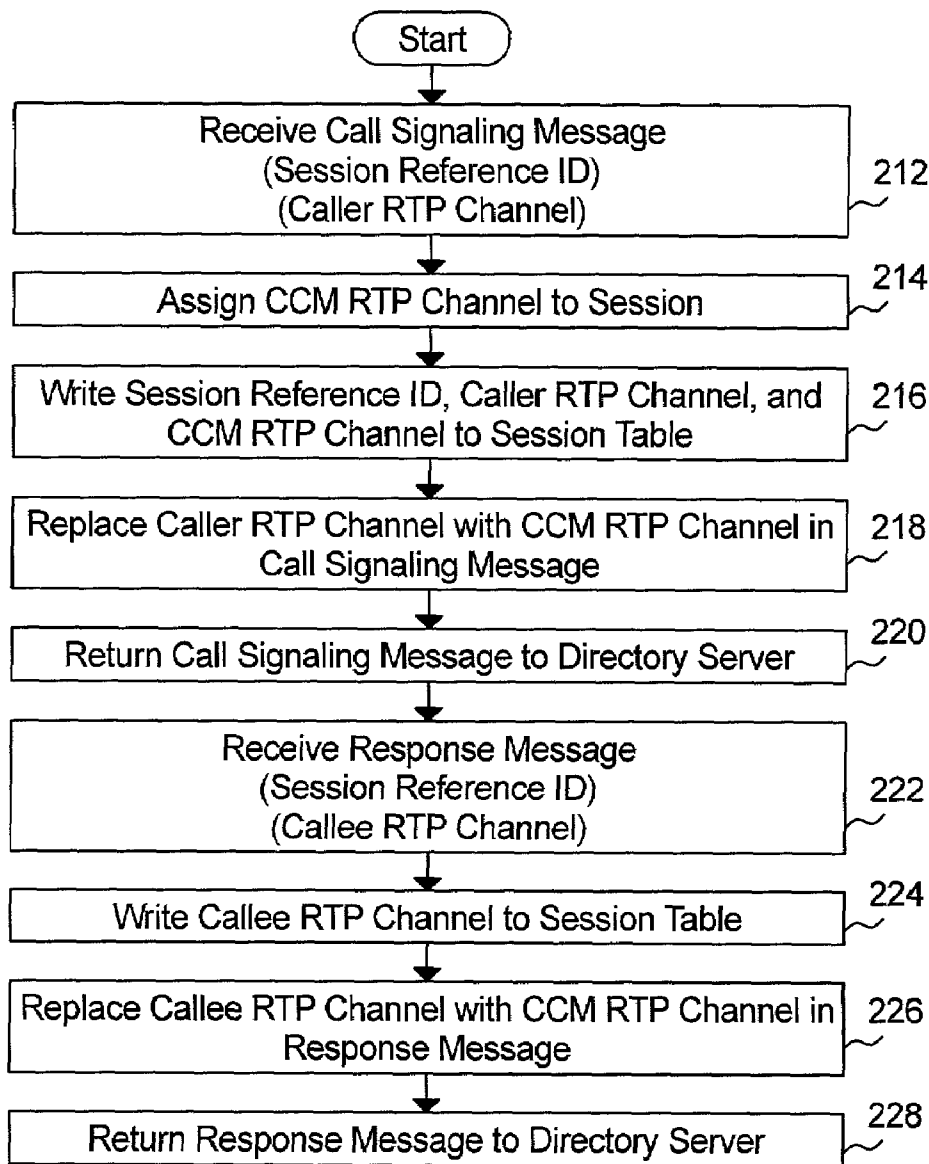 Start
Receive Call Signaling Message
(Session Reference ID)
(Caller RTP Channel)
212
Assign CCM RTP Channel to Session
214
Write Session Reference ID, Caller RTP Channel, and
CCM RTP Channel to Session Table
216
Replace Caller RTP Channel with CCM RTP Channel in
Call Signaling Message
218
Return Call Signaling Message to Directory Server
220
Receive Response Message
(Session Reference ID)
(Callee RTP Channel)
222
Write Callee RTP Channel to Session Table
224
Replace Callee RTP Channel with CCM RTP Channel in
Response Message
226
Return Response Message to Directory Server
228